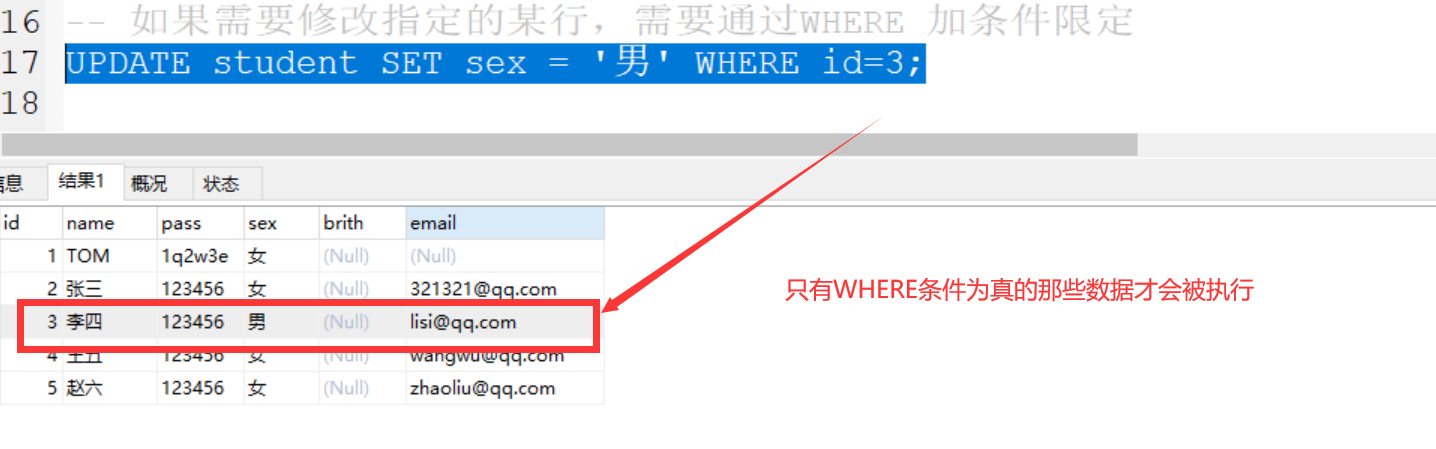 16 -- 如果需要修改指定的某行，需要通过WHERE 加条件限定
17 UPDATE student SET sex = '男' WHERE id=3;
18
信息 结果1 概况 状态
id name pass sex brith email
1 TOM 1q2w3e 女 (Null) (Null)
2 张三 123456 女 (Null) 321321@qq.com
只有WHERE条件为真的那些数据才会被执行
3 李四 123456 男 (Null) lisi@qq.com
4 王五 123456 女 (Null) wangwu@qq.com
5 赵六 123456 女 (Null) zhaoliu@qq.com